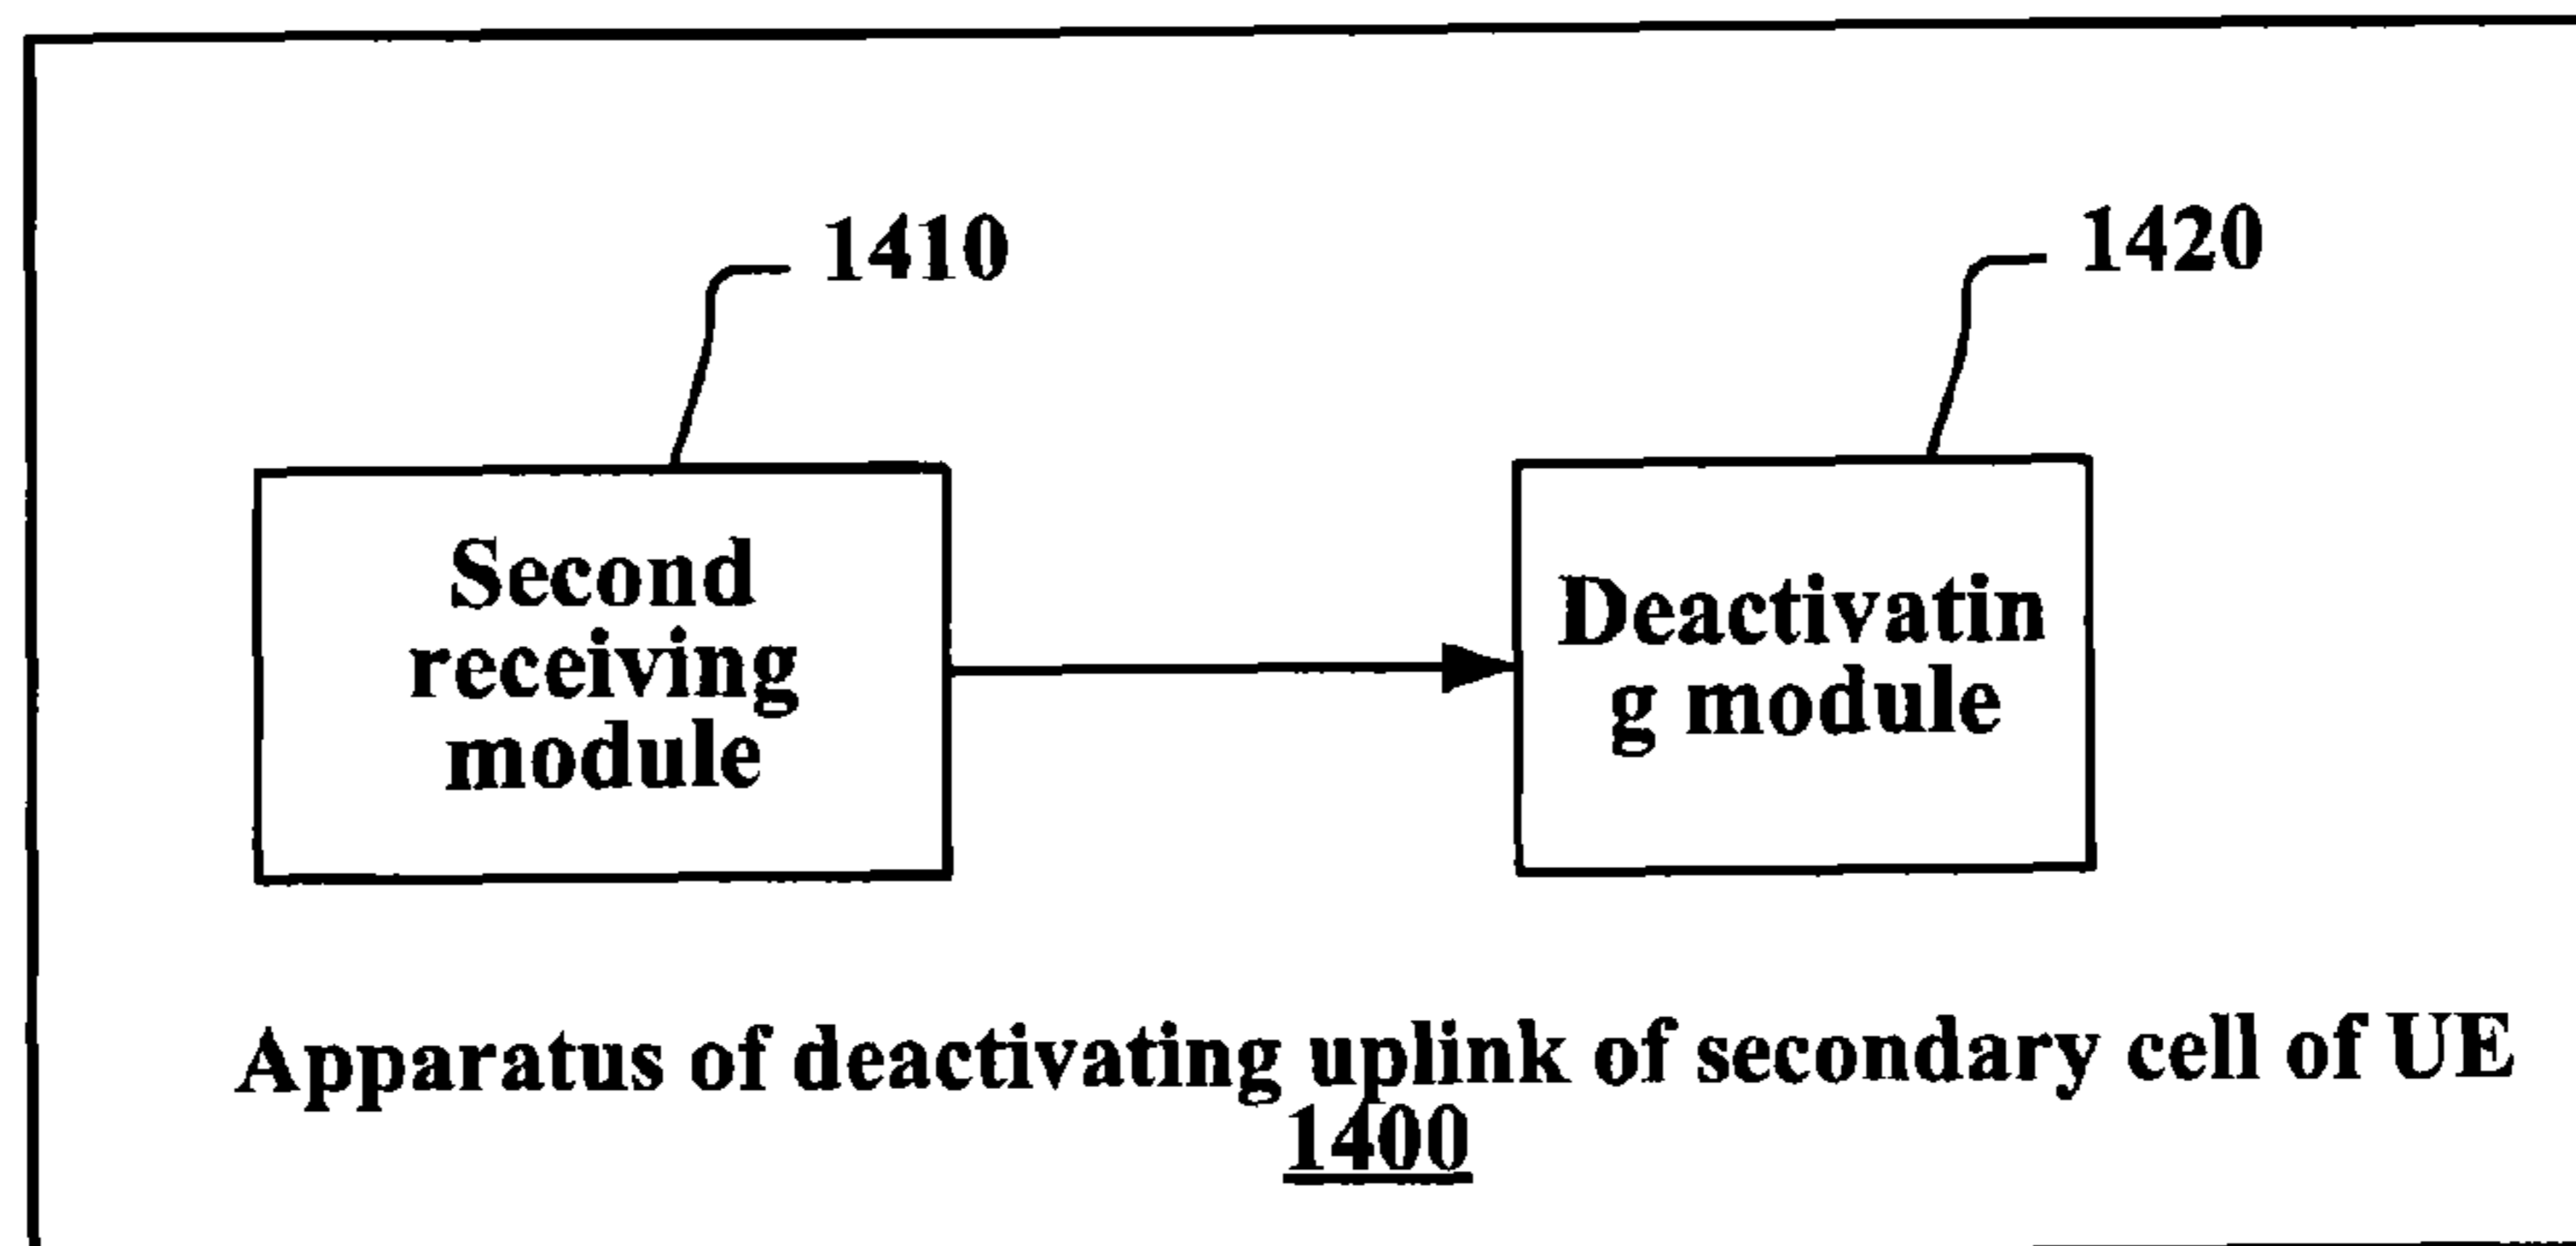 1410
1420
Second
receiving
module
Deactivatin
g module
Apparatus of deactivating uplink of secondary cell of UE
1400